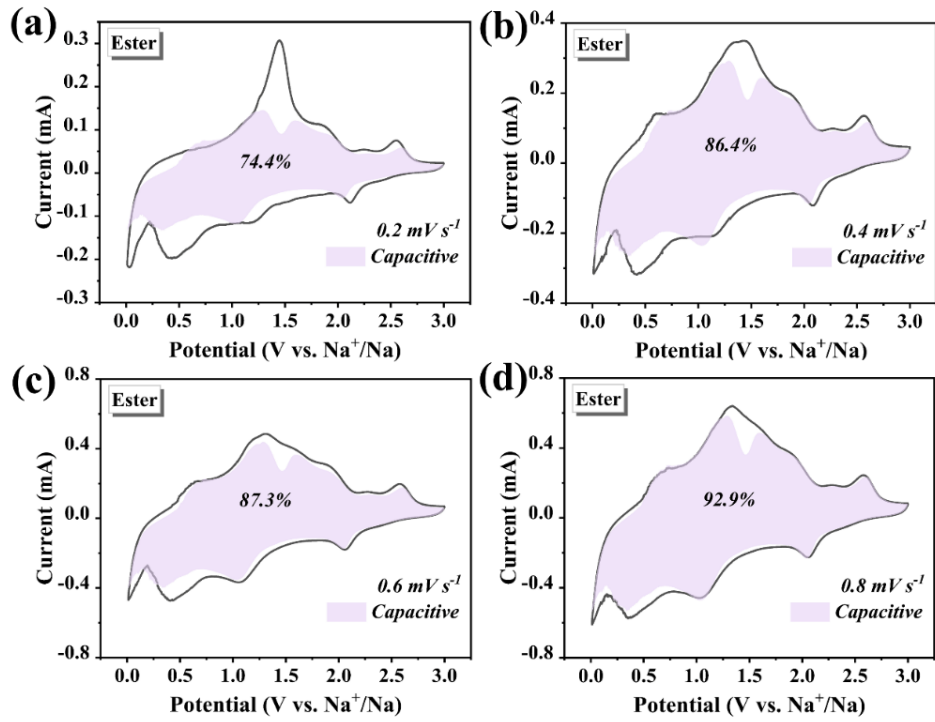 (a)
Ester
Current (mA)
0.3
0.2
0.1
0.0
-0.1
-0.2
-0.3
74.4%
0.2 mV s⁻¹
Capacitive
0.0 0.5 1.0 1.5 2.0 2.5 3.0
Potential (V vs. Na⁺/Na)
(b)
Ester
Current (mA)
0.4
0.2
0.0
-0.2
-0.4
86.4%
0.4 mV s⁻¹
Capacitive
0.0 0.5 1.0 1.5 2.0 2.5 3.0
Potential (V vs. Na⁺/Na)
(c)
Ester
Current (mA)
0.8
0.4
0.0
-0.4
-0.8
87.3%
0.6 mV s⁻¹
Capacitive
0.0 0.5 1.0 1.5 2.0 2.5 3.0
Potential (V vs. Na⁺/Na)
(d)
Ester
Current (mA)
0.8
0.4
0.0
-0.4
-0.8
92.9%
0.8 mV s⁻¹
Capacitive
0.0 0.5 1.0 1.5 2.0 2.5 3.0
Potential (V vs. Na⁺/Na)